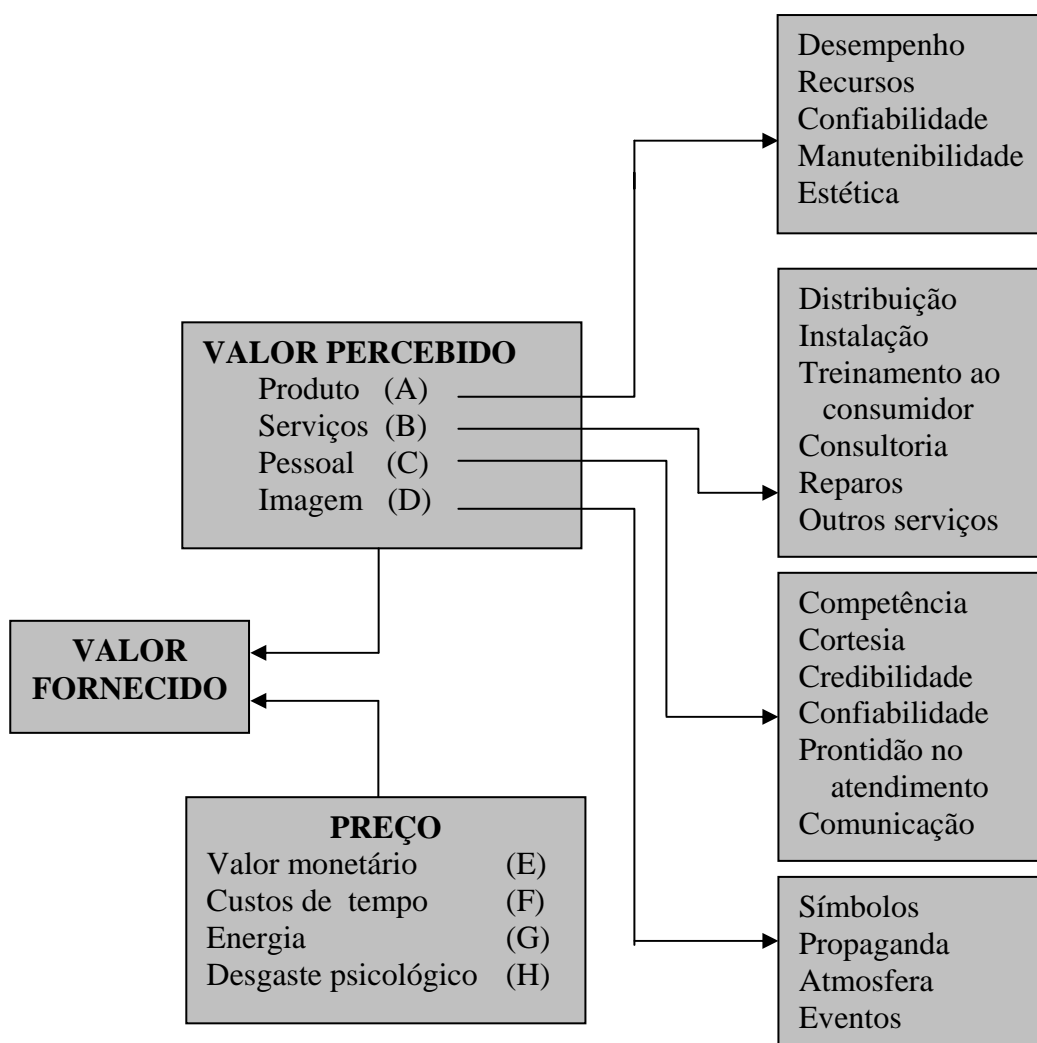 Desempenho
Recursos
Confiabilidade
Manutenibilidade
Estética
Distribuição
Instalação
Treinamento ao
consumidor
Consultoria
Reparos
Outros serviços
VALOR PERCEBIDO
Produto (A)
Serviços (B)
Pessoal (C)
Imagem (D)
VALOR
FORNECIDO
Competência
Cortesia
Credibilidade
Confiabilidade
Prontidão no
atendimento
Comunicação
PREÇO
Valor monetário (E)
Custos de tempo (F)
Energia (G)
Desgaste psicológico (H)
Símbolos
Propaganda
Atmosfera
Eventos